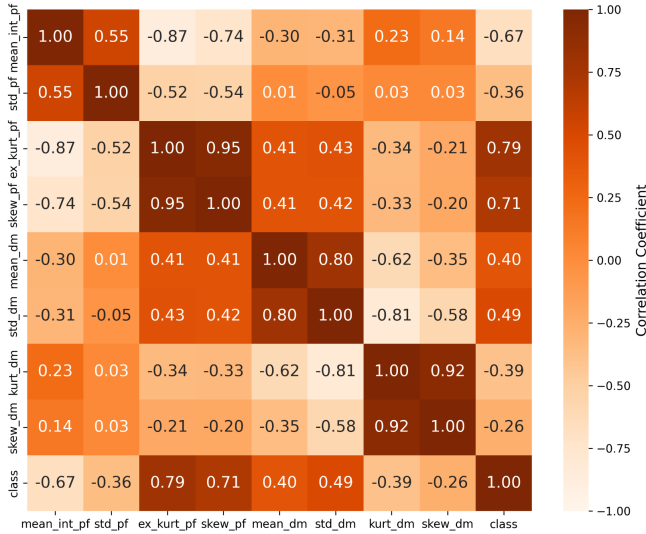 mean_int_pf 1.00 0.55 -0.87 -0.74 -0.30 -0.31 0.23 0.14 -0.67
std_pf 0.55 1.00 -0.52 -0.54 0.01 -0.05 0.03 0.03 -0.36
ex_kurt_pf -0.87 -0.52 1.00 0.95 0.41 0.43 -0.34 -0.21 0.79
skew_pf -0.74 -0.54 0.95 1.00 0.41 0.42 -0.33 -0.20 0.71
mean_dm -0.30 0.01 0.41 0.41 1.00 0.80 -0.62 -0.35 0.40
std_dm -0.31 -0.05 0.43 0.42 0.80 1.00 -0.81 -0.58 0.49
kurt_dm 0.23 0.03 -0.34 -0.33 -0.62 -0.81 1.00 0.92 -0.39
skew_dm 0.14 0.03 -0.21 -0.20 -0.35 -0.58 0.92 1.00 -0.26
class -0.67 -0.36 0.79 0.71 0.40 0.49 -0.39 -0.26 1.00
mean_int_pf std_pf ex_kurt_pf skew_pf mean_dm std_dm kurt_dm skew_dm class
1.00
0.75
0.50
0.25
0.00
−0.25
−0.50
−0.75
−1.00
Correlation Coefficient